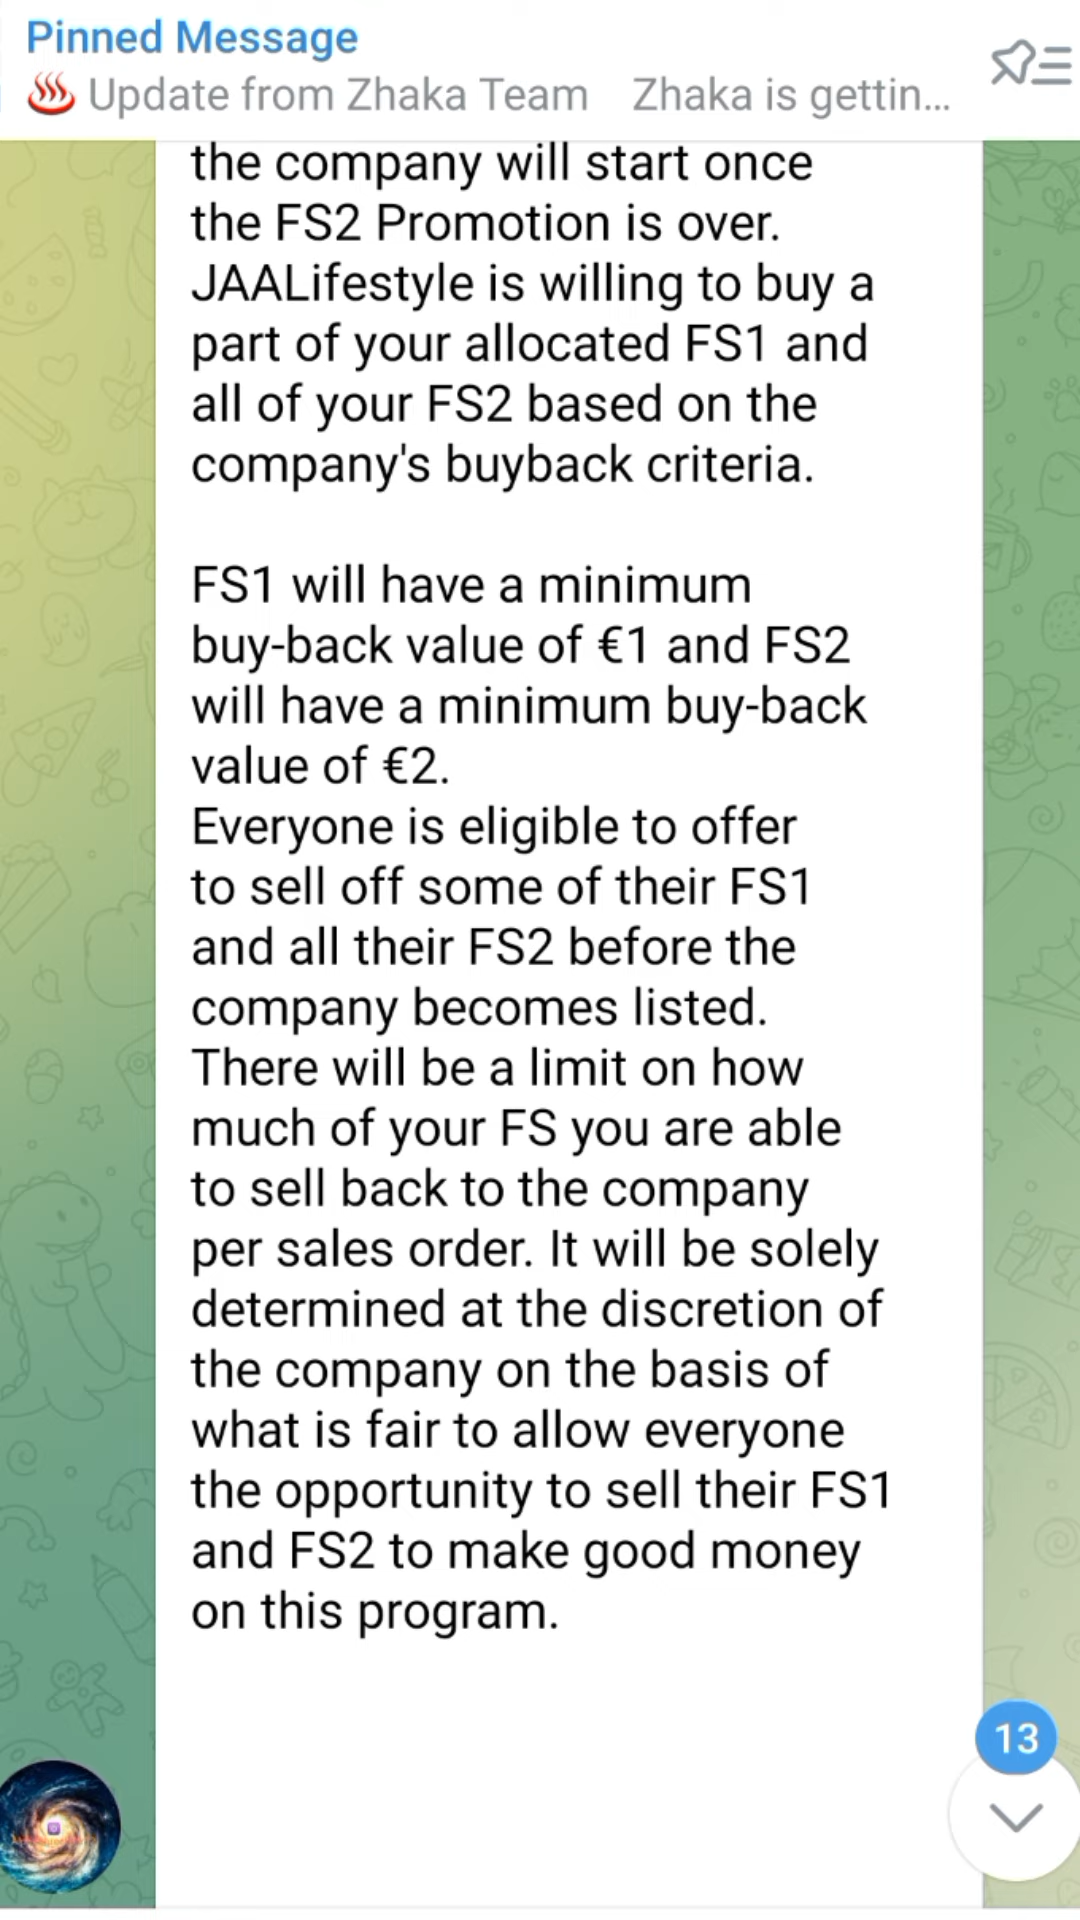 Pinned Message
♨️ Update from Zhaka Team Zhaka is gettin...
the company will start once
the FS2 Promotion is over.
JAALifestyle is willing to buy a
part of your allocated FS1 and
all of your FS2 based on the
company's buyback criteria.
FS1 will have a minimum
buy-back value of €1 and FS2
will have a minimum buy-back
value of €2.
Everyone is eligible to offer
to sell off some of their FS1
and all their FS2 before the
company becomes listed.
There will be a limit on how
much of your FS you are able
to sell back to the company
per sales order. It will be solely
determined at the discretion of
the company on the basis of
what is fair to allow everyone
the opportunity to sell their FS1
and FS2 to make good money
on this program.
13